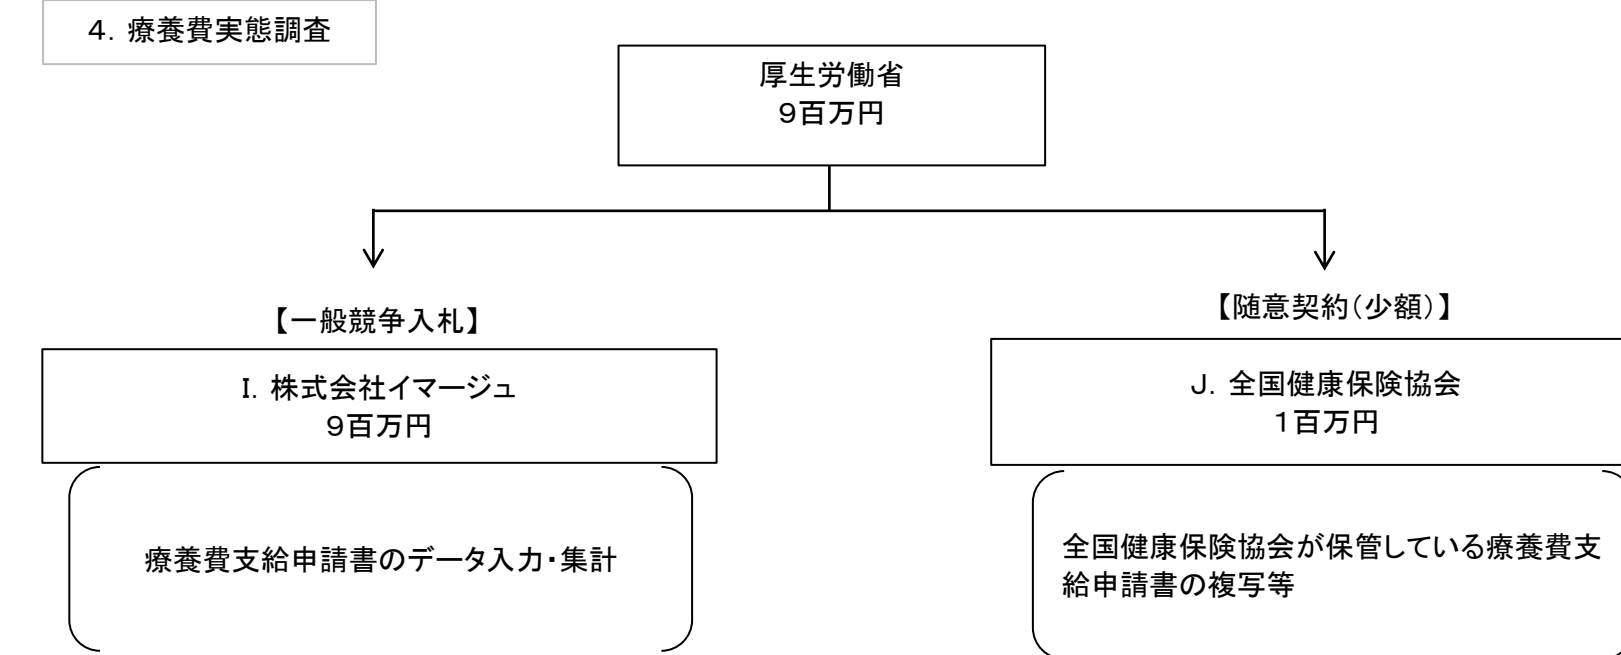 ４．療養費実態調査
厚生労働省
９百万円
【一般競争入札】
I．株式会社イマージュ
９百万円
療養費支給申請書のデータ入力・集計
【随意契約（少額）】
Ｊ．全国健康保険協会
１百万円
全国健康保険協会が保管している療養費支
給申請書の複写等